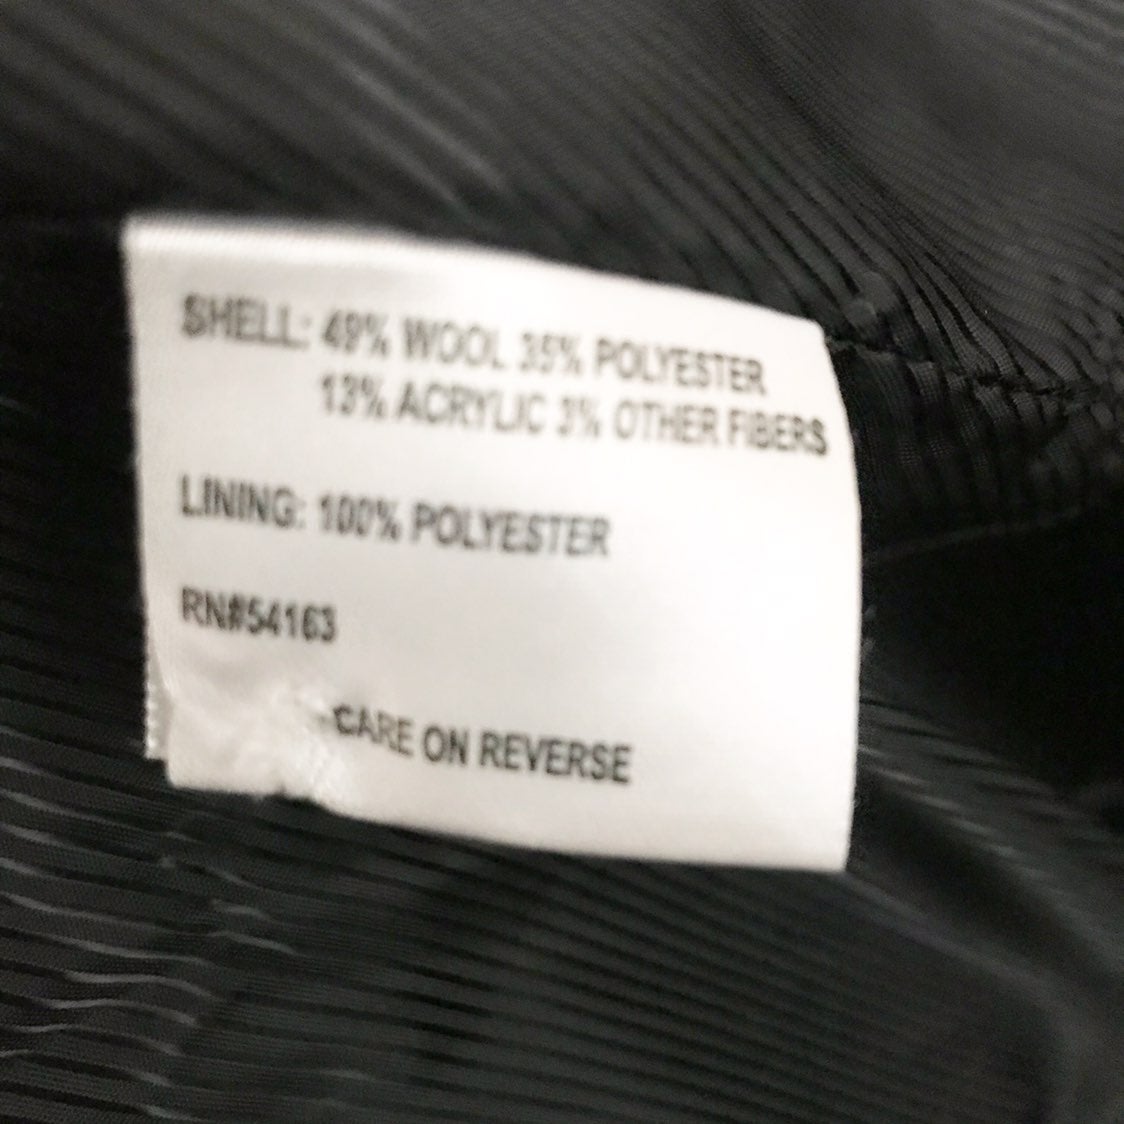 SHELL: 49% WOOL 35% POLYESTER
13% ACRYLIC 3% OTHER FIBERS
LINING: 100% POLYESTER
RN#54163
CARE ON REVERSE